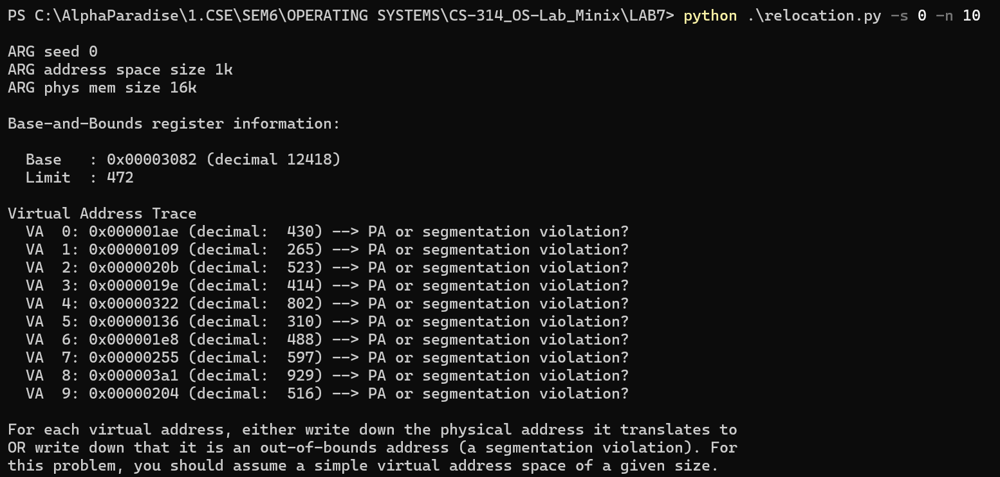 PS C:\AlphaParadise\1.CSE\SEM6\OPERATING SYSTEMS\CS-314_OS-Lab_Minix\LAB7> python .\relocation.py -s 0 -n 10
ARG seed 0
ARG address space size 1k
ARG phys mem size 16k
Base-and-Bounds register information:
  Base   : 0x00003082 (decimal 12418)
  Limit  : 472
Virtual Address Trace
  VA  0: 0x000001ae (decimal:  430) --> PA or segmentation violation?
  VA  1: 0x00000109 (decimal:  265) --> PA or segmentation violation?
  VA  2: 0x0000020b (decimal:  523) --> PA or segmentation violation?
  VA  3: 0x0000019e (decimal:  414) --> PA or segmentation violation?
  VA  4: 0x00000322 (decimal:  802) --> PA or segmentation violation?
  VA  5: 0x00000136 (decimal:  310) --> PA or segmentation violation?
  VA  6: 0x000001e8 (decimal:  488) --> PA or segmentation violation?
  VA  7: 0x00000255 (decimal:  597) --> PA or segmentation violation?
  VA  8: 0x000003a1 (decimal:  929) --> PA or segmentation violation?
  VA  9: 0x00000204 (decimal:  516) --> PA or segmentation violation?
For each virtual address, either write down the physical address it translates to
OR write down that it is an out-of-bounds address (a segmentation violation). For
this problem, you should assume a simple virtual address space of a given size.